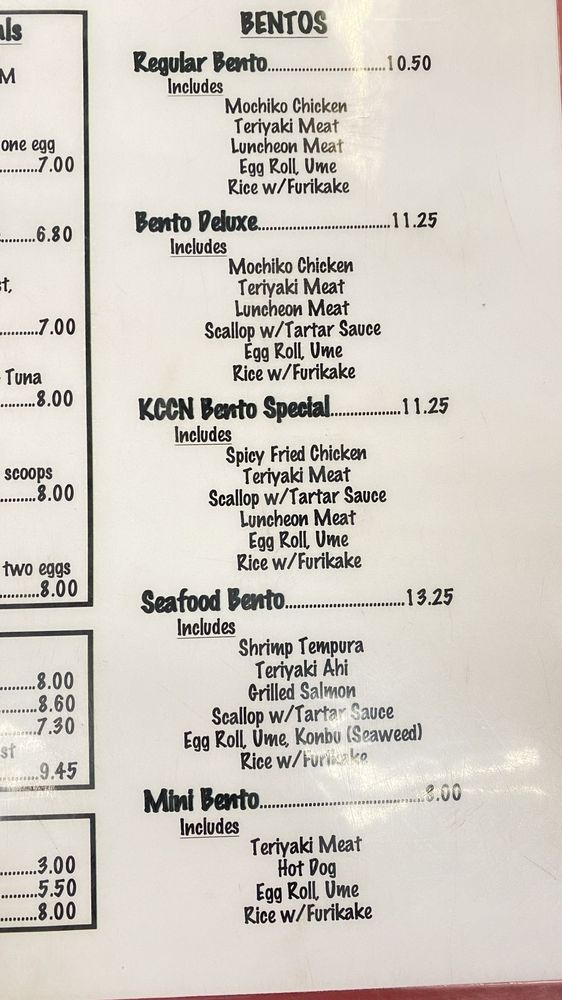 ls
M
one egg
..........7.00
..........6.80
st,
..........7.00
Tuna
..........8.00
scoops
..........8.00
two eggs
..........8.00
..........8.00
..........8.60
..........7.30
st
..........9.45
..........3.00
..........5.50
..........8.00
BENTOS
Regular Bento..............................10.50
Includes
Mochiko Chicken
Teriyaki Meat
Luncheon Meat
Egg Roll, Ume
Rice w/Furikake
Bento Deluxe..................................11.25
Includes
Mochiko Chicken
Teriyaki Meat
Luncheon Meat
Scallop w/Tartar Sauce
Egg Roll, Ume
Rice w/Furikake
KCCN Bento Special..................11.25
Includes
Spicy Fried Chicken
Teriyaki Meat
Scallop w/Tartar Sauce
Luncheon Meat
Egg Roll, Ume
Rice w/Furikake
Seafood Bento..............................13.25
Includes
Shrimp Tempura
Teriyaki Ahi
Grilled Salmon
Scallop w/Tartar Sauce
Egg Roll, Ume, Konbu (Seaweed)
Rice w/Furikake
Mini Bento..........................................8.00
Includes
Teriyaki Meat
Hot Dog
Egg Roll, Ume
Rice w/Furikake